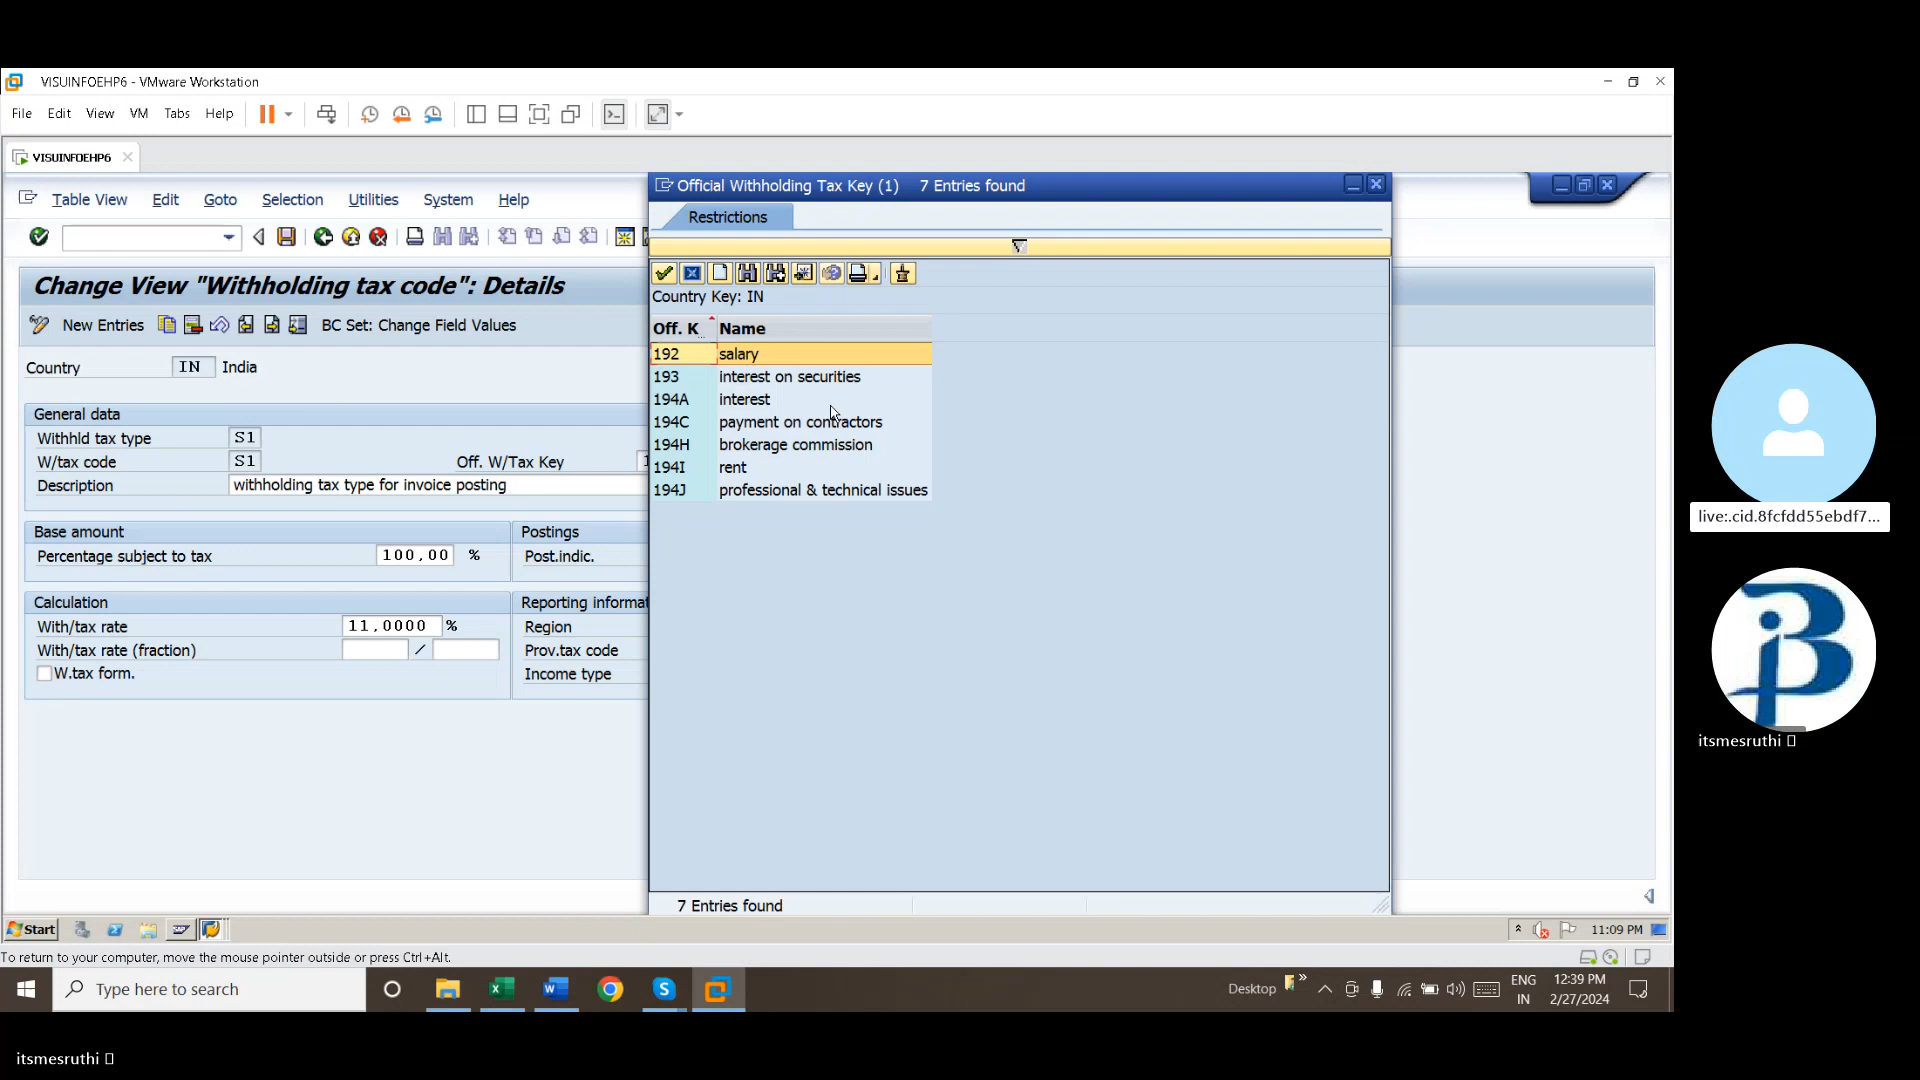 VISUINFOEHP6 - VMware Workstation
File Edit View VM Tabs Help
VISUINFOEHP6
Table View Edit Goto Selection Utilities System Help
Official Withholding Tax Key (1) 7 Entries found
Restrictions
Change View "Withholding tax code": Details
New Entries BC Set: Change Field Values
Country IN India
General data
Withhld tax type S1
W/tax code S1 Off. W/Tax Key
Description withholding tax type for invoice posting
Base amount Postings
Percentage subject to tax 100,00 % Post.indic.
Calculation Reporting informat
With/tax rate 11,0000 % Region
With/tax rate (fraction) / Prov.tax code
W.tax form. Income type
Country Key: IN
Off. K Name
192 salary
193 interest on securities
194A interest
194C payment on contractors
194H brokerage commission
194I rent
194J professional & technical issues
7 Entries found
live:.cid.8fcfdd55ebdf7...
itsmesruthi
Start 11:09 PM
To return to your computer, move the mouse pointer outside or press Ctrl+Alt.
Type here to search
Desktop
ENG
IN
12:39 PM
2/27/2024
itsmesruthi